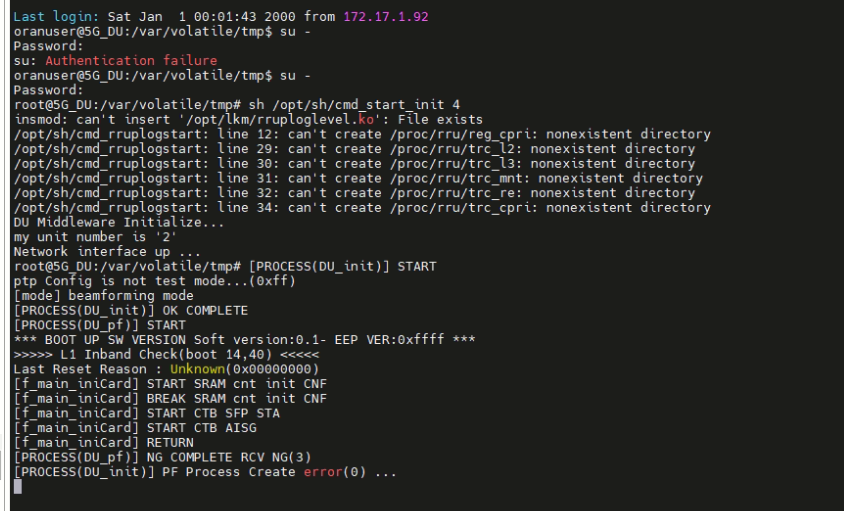 Last login: Sat Jan  1 00:01:43 2000 from 172.17.1.92
oranuser@5G_DU:/var/volatile/tmp$ su -
Password:
su: Authentication failure
oranuser@5G_DU:/var/volatile/tmp$ su -
Password:
root@5G_DU:/var/volatile/tmp# sh /opt/sh/cmd_start_init 4
insmod: can't insert '/opt/lkm/rruploglevel.ko': File exists
/opt/sh/cmd_rruplogstart: line 12: can't create /proc/rru/reg_cpri: nonexistent directory
/opt/sh/cmd_rruplogstart: line 29: can't create /proc/rru/trc_l2: nonexistent directory
/opt/sh/cmd_rruplogstart: line 30: can't create /proc/rru/trc_l3: nonexistent directory
/opt/sh/cmd_rruplogstart: line 31: can't create /proc/rru/trc_mnt: nonexistent directory
/opt/sh/cmd_rruplogstart: line 32: can't create /proc/rru/trc_re: nonexistent directory
/opt/sh/cmd_rruplogstart: line 34: can't create /proc/rru/trc_cpri: nonexistent directory
DU Middleware Initialize...
my unit number is '2'
Network interface up ...
root@5G_DU:/var/volatile/tmp# [PROCESS(DU_init)] START
ptp Config is not test mode...(0xff)
[mode] beamforming mode
[PROCESS(DU_init)] OK COMPLETE
[PROCESS(DU_pf)] START
*** BOOT UP SW VERSION Soft version:0.1- EEP VER:0xffff ***
>>>>> L1 Inband Check(boot 14,40) <<<<<
Last Reset Reason : Unknown(0x00000000)
[f_main_iniCard] START SRAM cnt init CNF
[f_main_iniCard] BREAK SRAM cnt init CNF
[f_main_iniCard] START CTB SFP STA
[f_main_iniCard] START CTB AISG
[f_main_iniCard] RETURN
[PROCESS(DU_pf)] NG COMPLETE RCV NG(3)
[PROCESS(DU_init)] PF Process Create error(0) ...